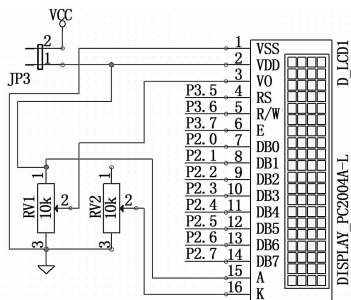 VCC
2
1
JP3
1 VSS
2 VDD
3 VO
P3.5 4 RS
P3.6 5 R/W
P3.7 6 E
P2.0 7 DB0
P2.1 8 DB1
P2.2 9 DB2
P2.3 10 DB3
P2.4 11 DB4
P2.5 12 DB5
P2.6 13 DB6
P2.7 14 DB7
15 A
16 K
D_LCD1
DISPLAY_PC2004A-L
1
RV1
10k
2
3
1
RV2
10k
2
3